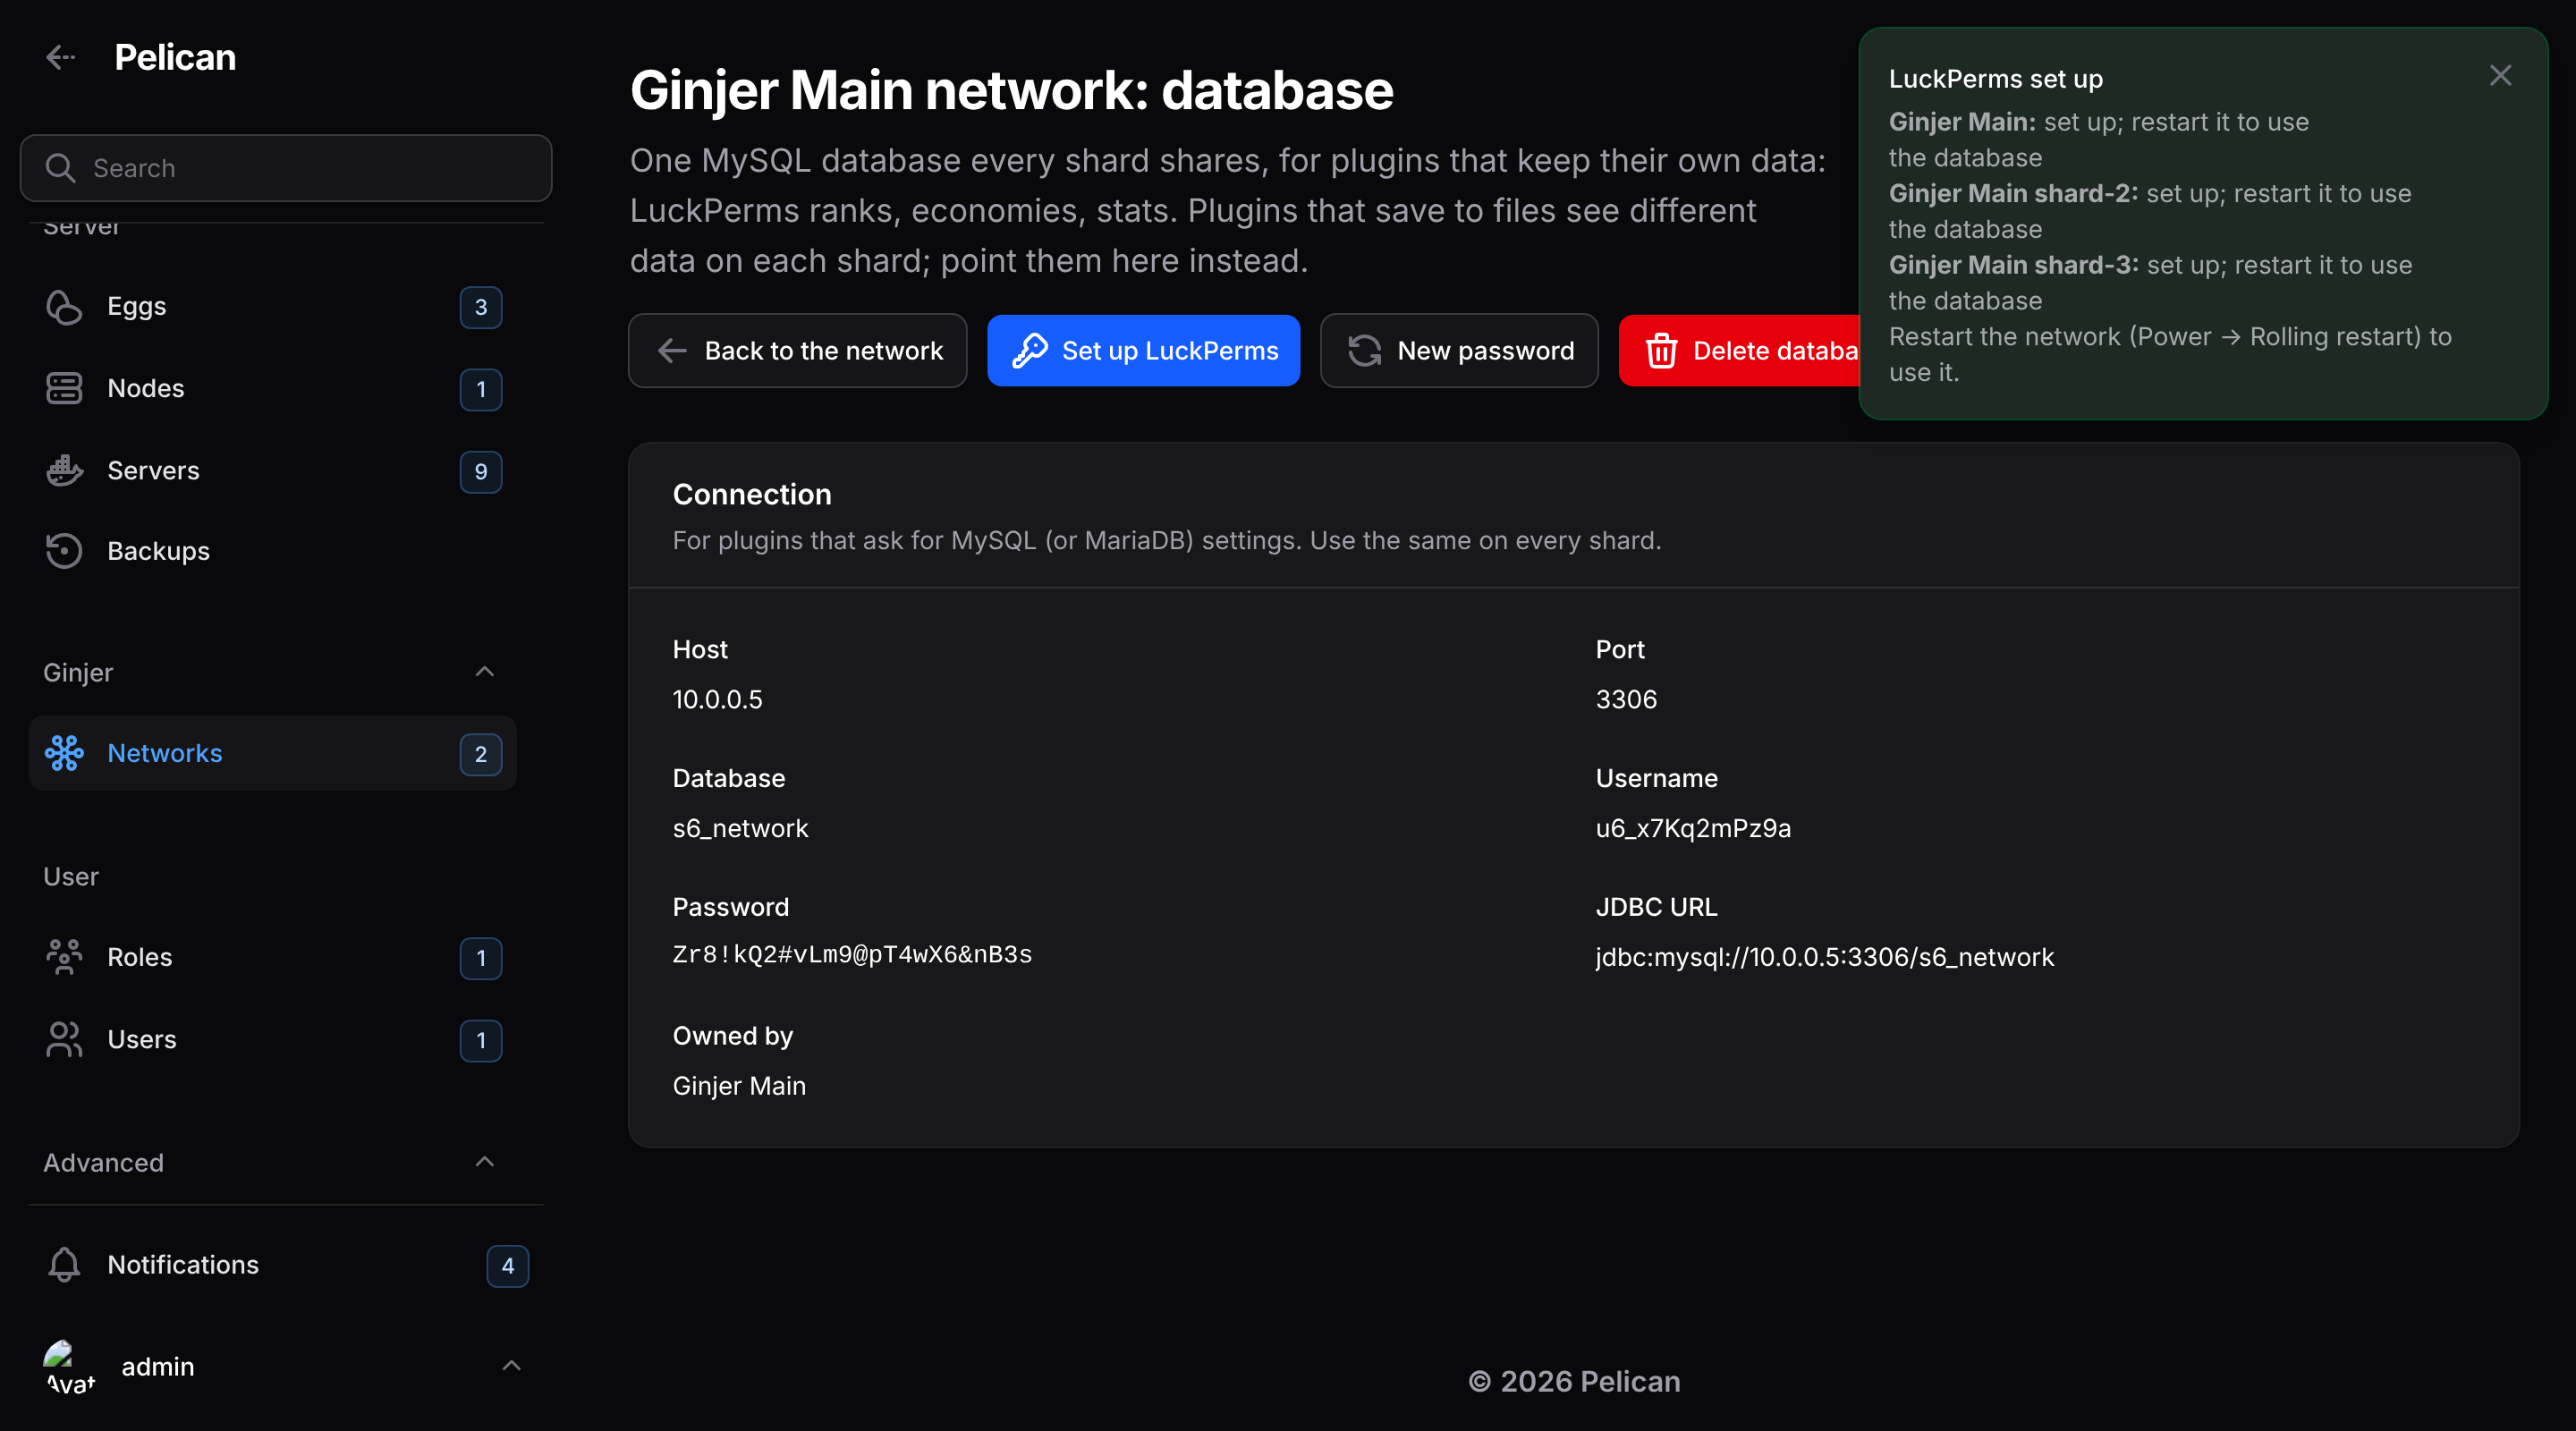 Pelican
Search
Server
Eggs
3
Nodes
1
Servers
9
Backups
Ginjer
Networks
2
User
Roles
1
Users
1
Advanced
Notifications
4
Avat
admin
Ginjer Main network: database
One MySQL database every shard shares, for plugins that keep their own data:
LuckPerms ranks, economies, stats. Plugins that save to files see different
data on each shard; point them here instead.
Back to the network
Set up LuckPerms
New password
Delete databa
LuckPerms set up
Ginjer Main: set up; restart it to use
the database
Ginjer Main shard-2: set up; restart it to use
the database
Ginjer Main shard-3: set up; restart it to use
the database
Restart the network (Power → Rolling restart) to
use it.
Connection
For plugins that ask for MySQL (or MariaDB) settings. Use the same on every shard.
Host
10.0.0.5
Port
3306
Database
s6_network
Username
u6_x7Kq2mPz9a
Password
Zr8!kQ2#vLm9@pT4wX6&nB3s
JDBC URL
jdbc:mysql://10.0.0.5:3306/s6_network
Owned by
Ginjer Main
© 2026 Pelican